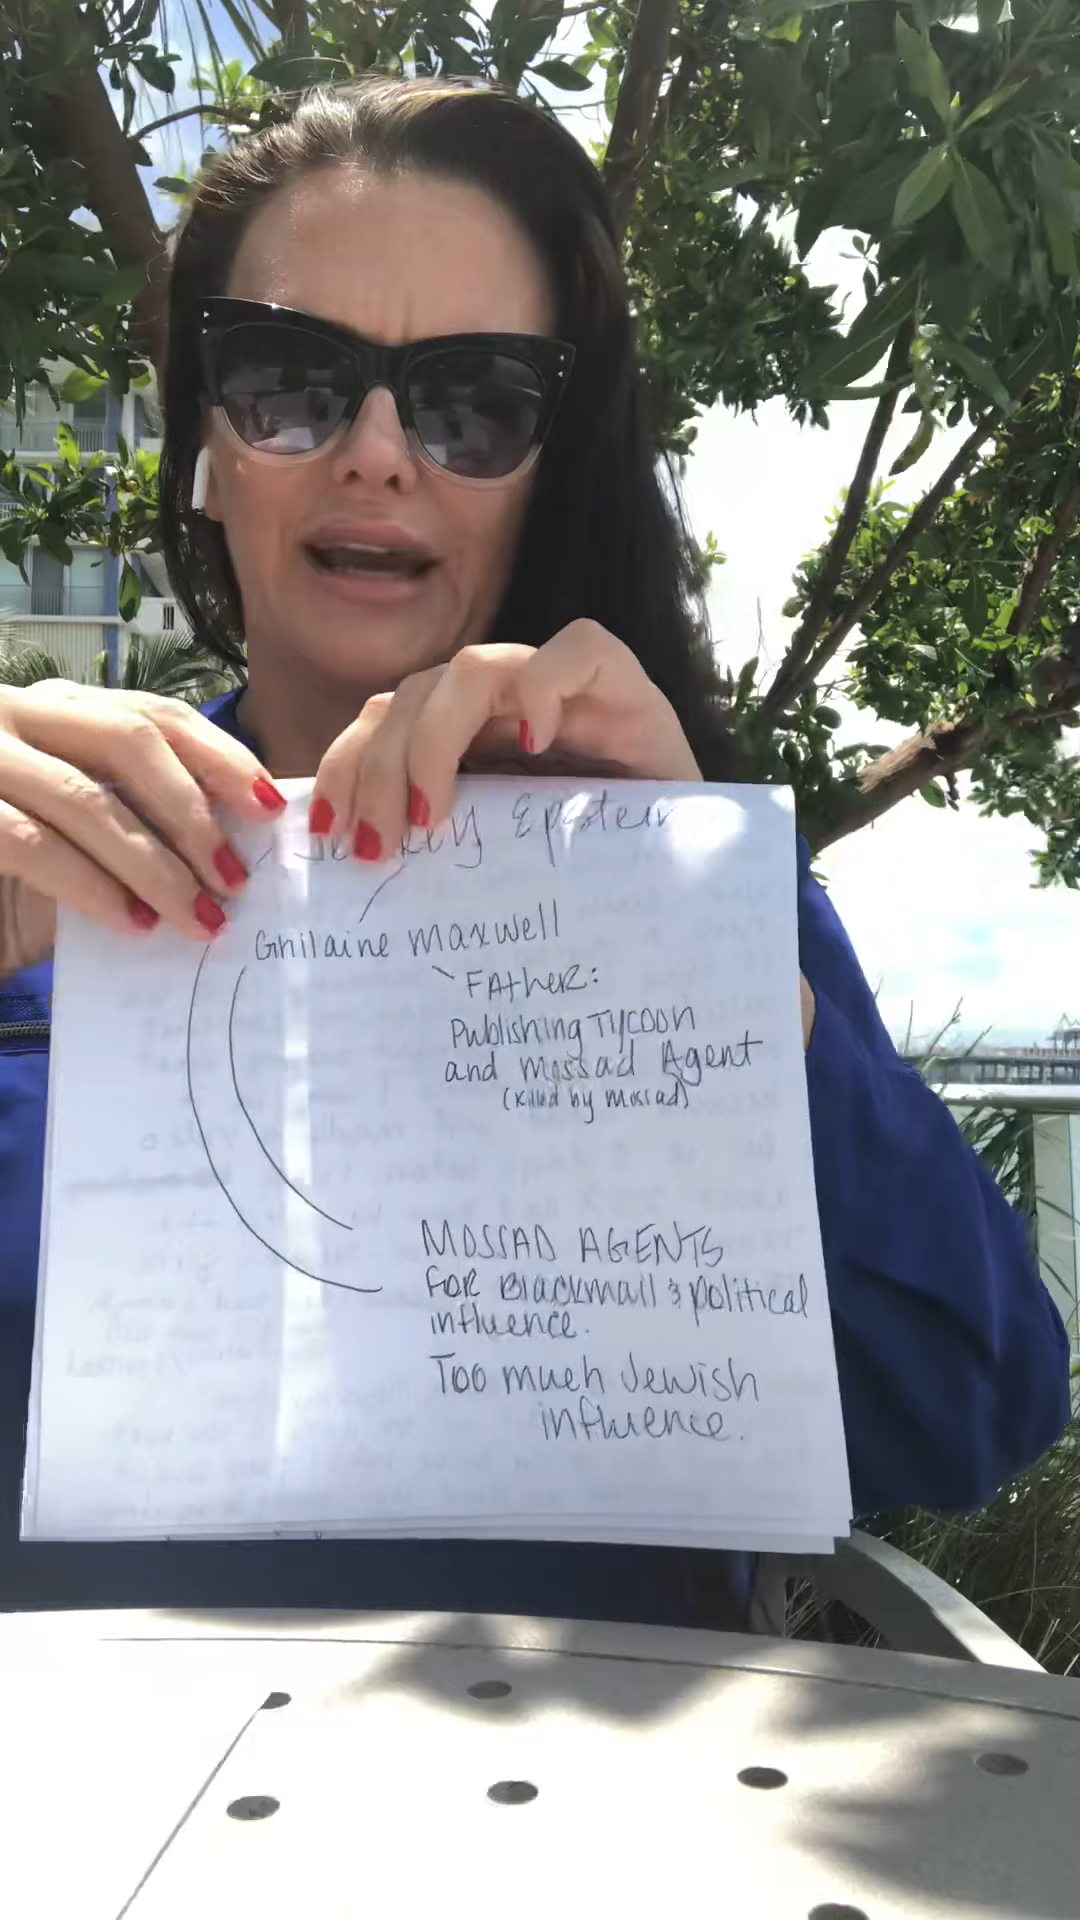 Jeffrey Epstein
Ghilaine Maxwell
FAther:
Publishing Tycoon
and Mossad Agent
(killed by Mossad)
MOSSAD AGENTS
for Blackmail & political
influence.
Too much Jewish
influence.